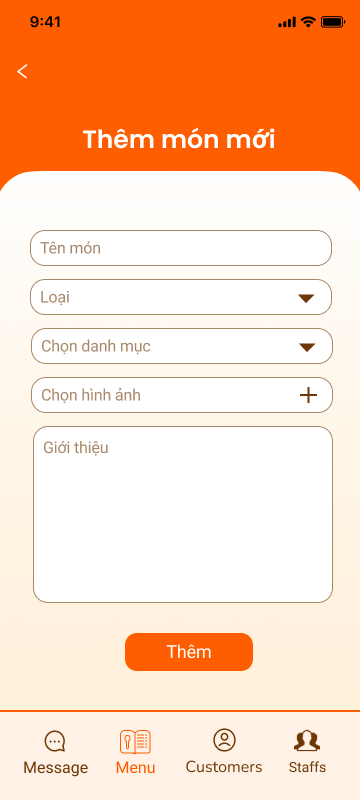 9:41
Thêm món mới
Tên món
Loại
Chọn danh mục
Chọn hình ảnh
Giới thiệu
Thêm
Message
Menu
Customers
Staffs